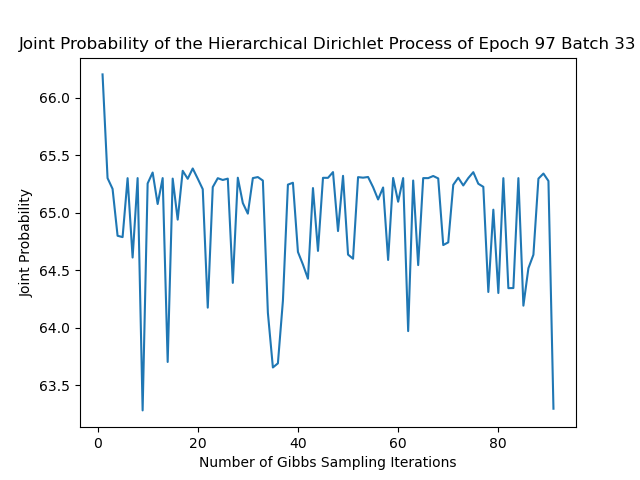 Joint Probability of the Hierarchical Dirichlet Process of Epoch 97 Batch 33
66.0
65.5
65.0
64.5
64.0
63.5
Joint Probability
0 20 40 60 80
Number of Gibbs Sampling Iterations